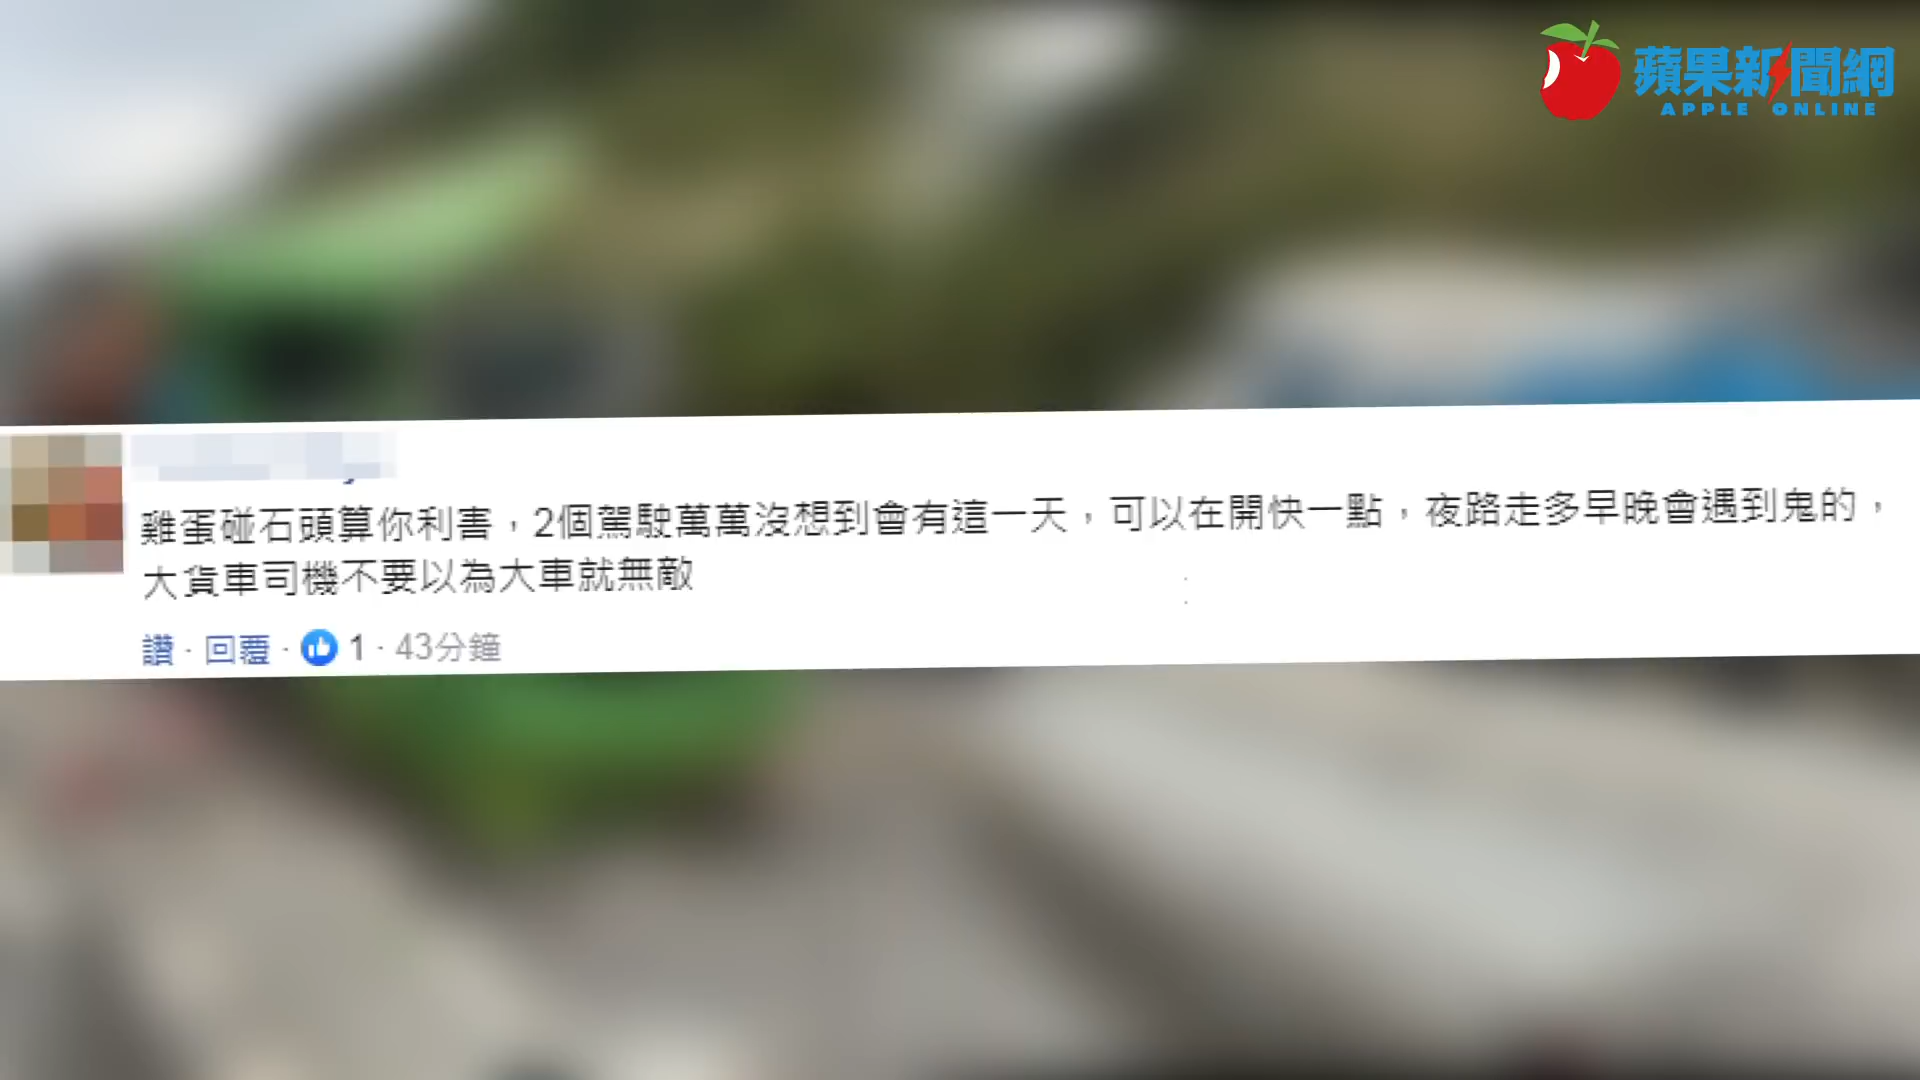 蘋果新聞網
APPLE ONLINE
雞蛋碰石頭算你利害，2個駕駛萬萬沒想到會有這一天，可以在開快一點，夜路走多早晚會遇到鬼的，
大貨車司機不要以為大車就無敵
讚 · 回覆 · 1 · 43分鐘